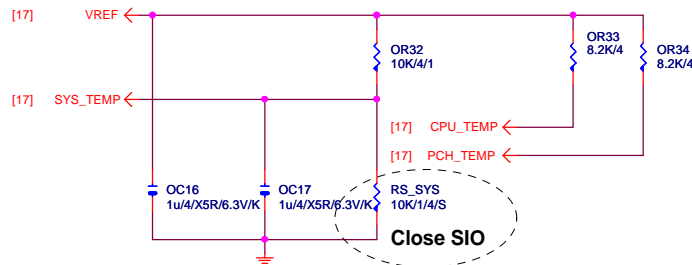 [17] VREF
OR32
10K/4/1
OR33
8.2K/4
OR34
8.2K/4
[17] SYS_TEMP
[17] CPU_TEMP
[17] PCH_TEMP
OC16
1u/4/X5R/6.3V/K
OC17
1u/4/X5R/6.3V/K
RS_SYS
10K/1/4/S
Close SIO